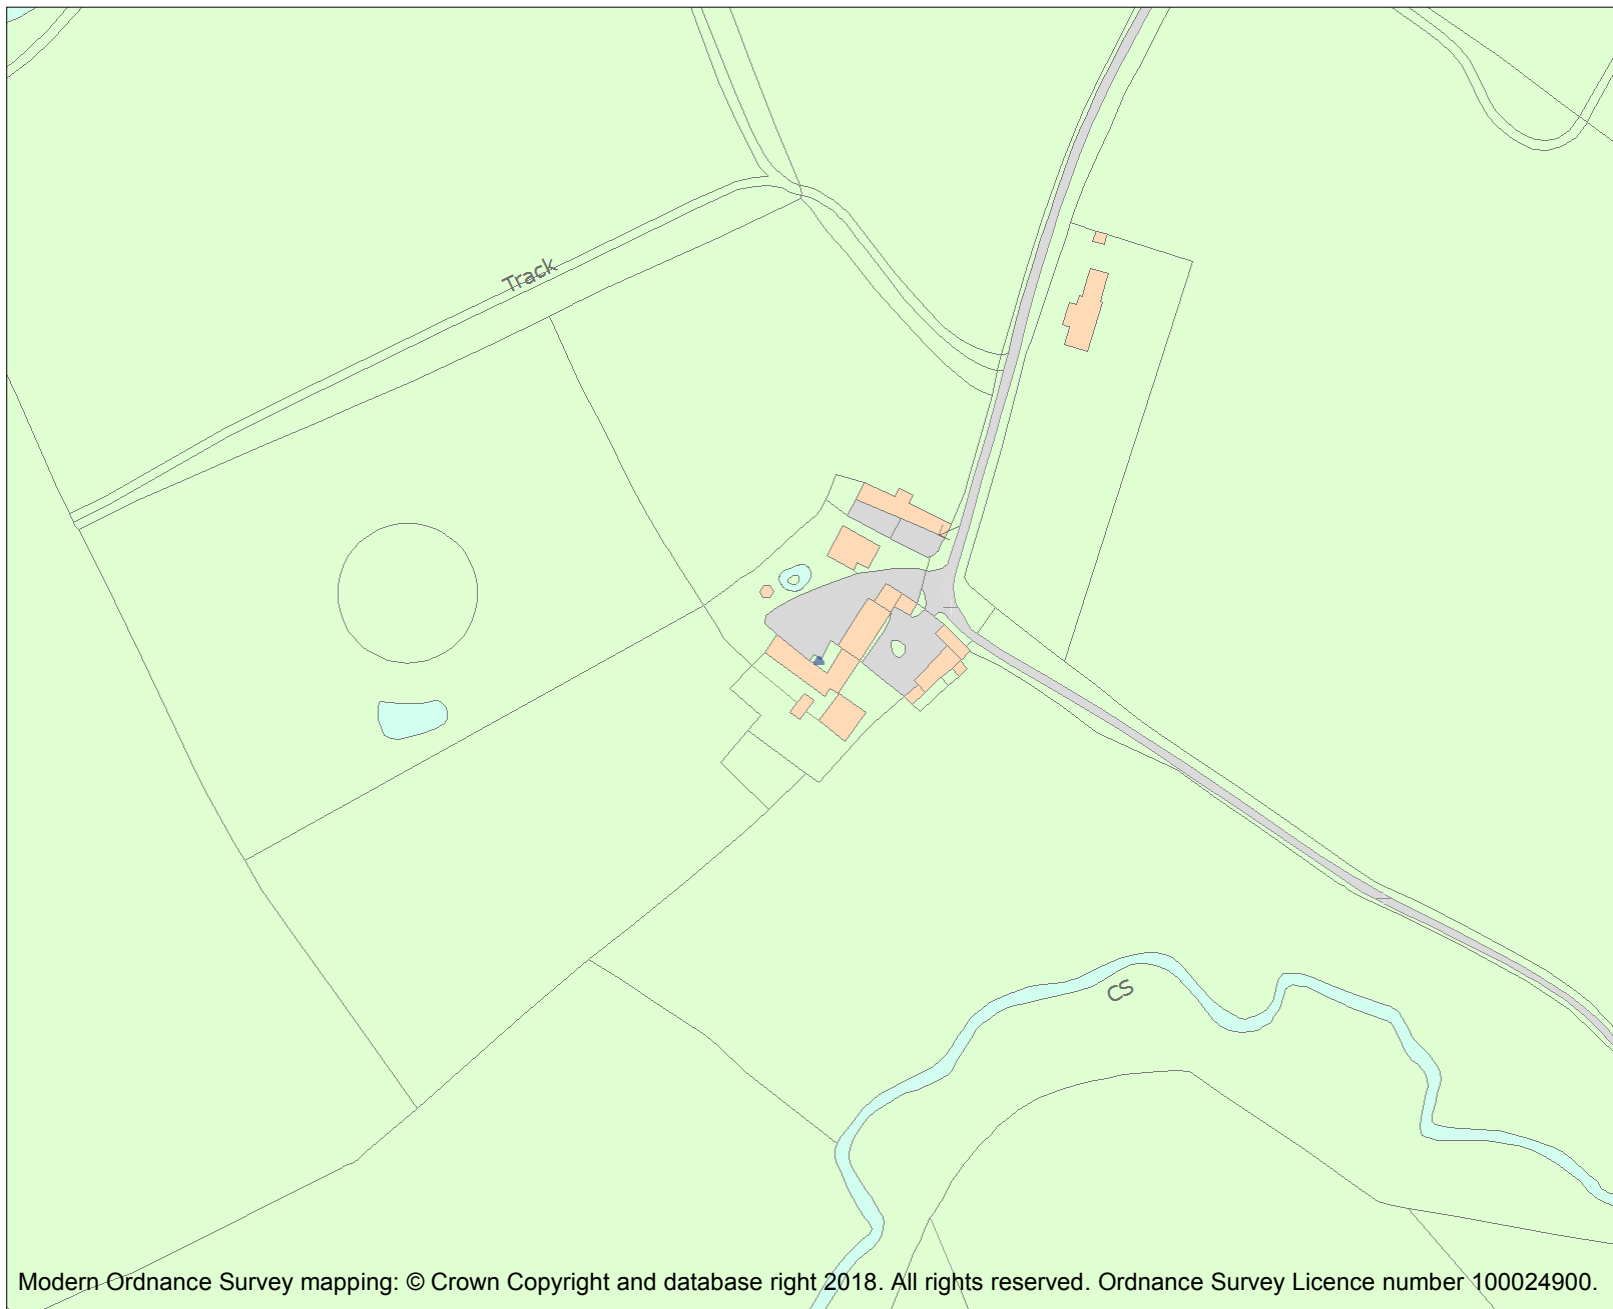 Track
CS
Modern Ordnance Survey mapping: © Crown Copyright and database right 2018. All rights reserved. Ordnance Survey Licence number 100024900.